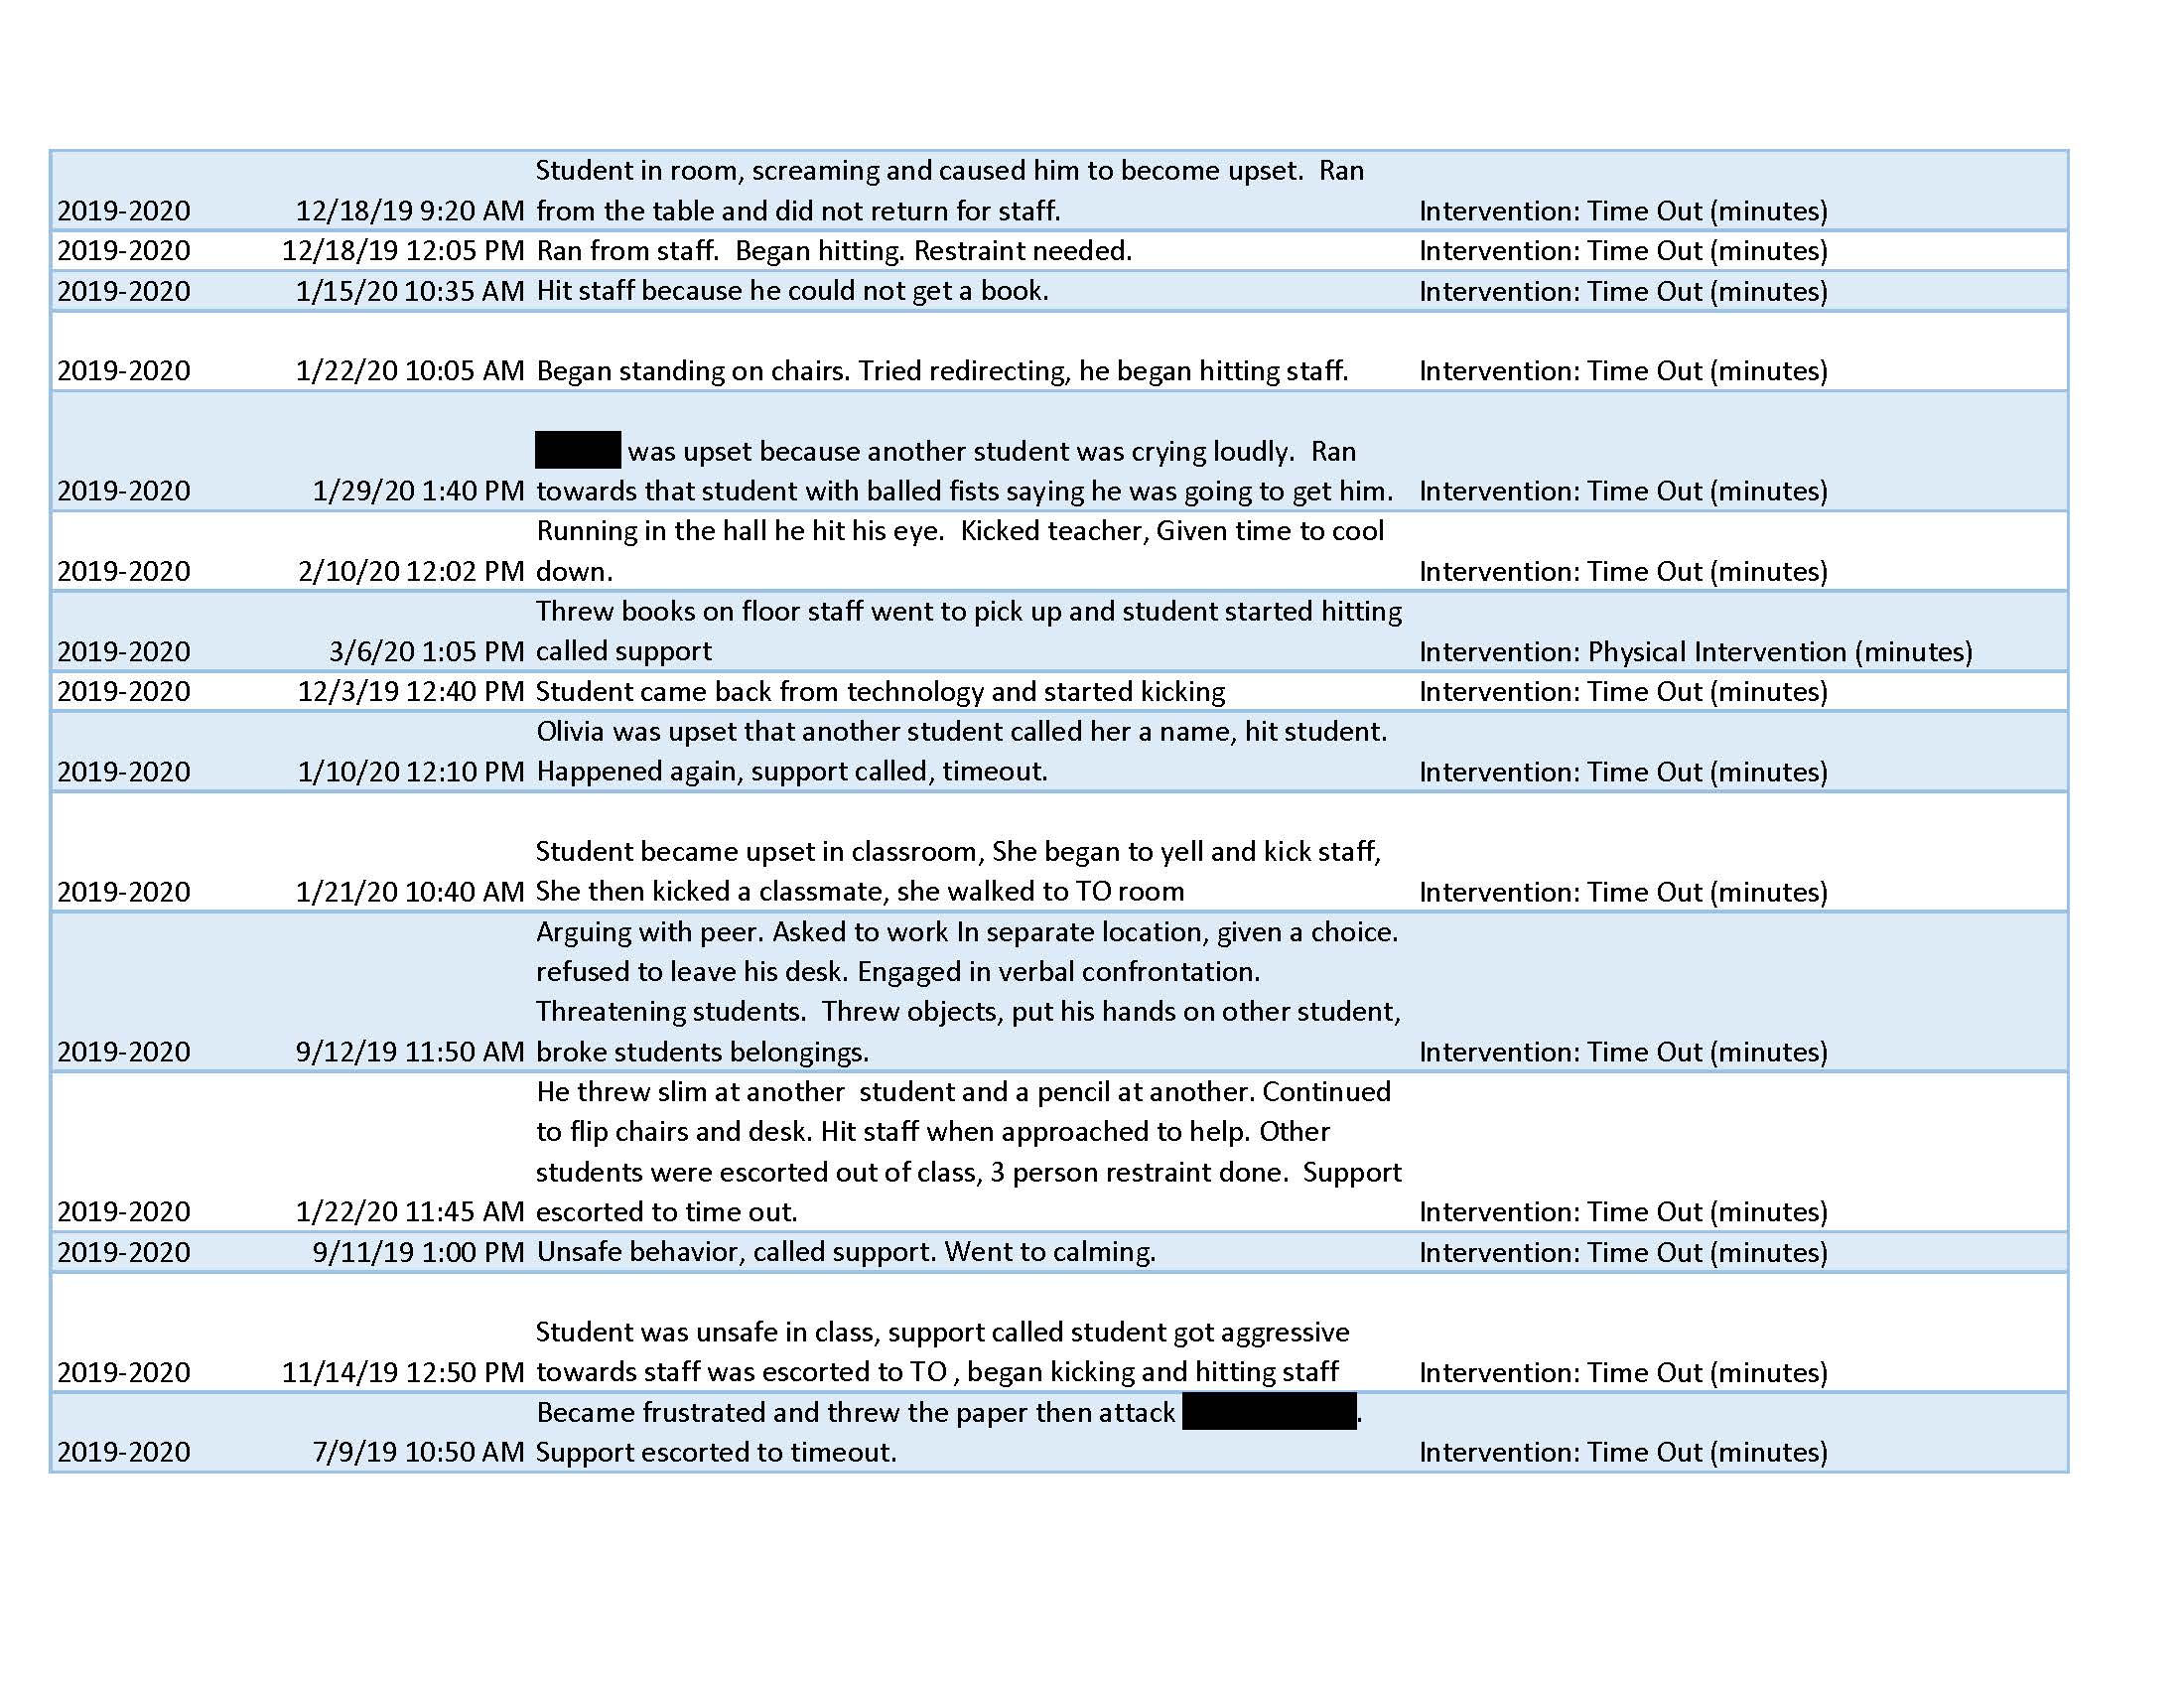 Student in room, screaming and caused him to become upset.  Ran
2019-2020 12/18/19 9:20 AM from the table and did not return for staff. Intervention: Time Out (minutes)
2019-2020 12/18/19 12:05 PM Ran from staff.  Began hitting. Restraint needed. Intervention: Time Out (minutes)
2019-2020 1/15/20 10:35 AM Hit staff because he could not get a book. Intervention: Time Out (minutes)
2019-2020 1/22/20 10:05 AM Began standing on chairs. Tried redirecting, he began hitting staff. Intervention: Time Out (minutes)
was upset because another student was crying loudly.  Ran
2019-2020 1/29/20 1:40 PM towards that student with balled fists saying he was going to get him. Intervention: Time Out (minutes)
Running in the hall he hit his eye.  Kicked teacher, Given time to cool
2019-2020 2/10/20 12:02 PM down. Intervention: Time Out (minutes)
Threw books on floor staff went to pick up and student started hitting
2019-2020 3/6/20 1:05 PM called support Intervention: Physical Intervention (minutes)
2019-2020 12/3/19 12:40 PM Student came back from technology and started kicking Intervention: Time Out (minutes)
Olivia was upset that another student called her a name, hit student.
2019-2020 1/10/20 12:10 PM Happened again, support called, timeout. Intervention: Time Out (minutes)
Student became upset in classroom, She began to yell and kick staff,
2019-2020 1/21/20 10:40 AM She then kicked a classmate, she walked to TO room Intervention: Time Out (minutes)
Arguing with peer. Asked to work In separate location, given a choice.
refused to leave his desk. Engaged in verbal confrontation.
Threatening students.  Threw objects, put his hands on other student,
2019-2020 9/12/19 11:50 AM broke students belongings. Intervention: Time Out (minutes)
He threw slim at another  student and a pencil at another. Continued
to flip chairs and desk. Hit staff when approached to help. Other
students were escorted out of class, 3 person restraint done.  Support
2019-2020 1/22/20 11:45 AM escorted to time out. Intervention: Time Out (minutes)
2019-2020 9/11/19 1:00 PM Unsafe behavior, called support. Went to calming. Intervention: Time Out (minutes)
Student was unsafe in class, support called student got aggressive
2019-2020 11/14/19 12:50 PM towards staff was escorted to TO , began kicking and hitting staff Intervention: Time Out (minutes)
Became frustrated and threw the paper then attack .
2019-2020 7/9/19 10:50 AM Support escorted to timeout. Intervention: Time Out (minutes)